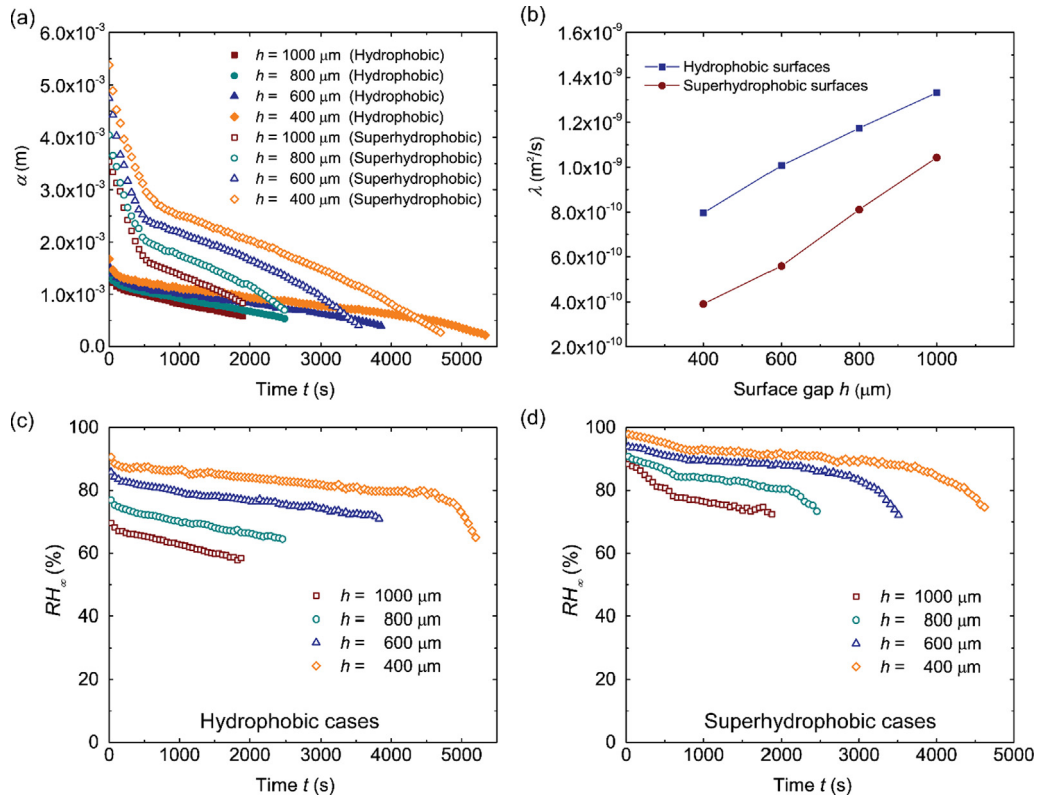 (a)
6.0x10⁻³
5.0x10⁻³
4.0x10⁻³
3.0x10⁻³
2.0x10⁻³
1.0x10⁻³
0.0
α (m)
h = 1000 μm (Hydrophobic)
h = 800 μm (Hydrophobic)
h = 600 μm (Hydrophobic)
h = 400 μm (Hydrophobic)
h = 1000 μm (Superhydrophobic)
h = 800 μm (Superhydrophobic)
h = 600 μm (Superhydrophobic)
h = 400 μm (Superhydrophobic)
0 1000 2000 3000 4000 5000
Time t (s)
(b)
1.6x10⁻⁹
1.4x10⁻⁹
1.2x10⁻⁹
1.0x10⁻⁹
8.0x10⁻¹⁰
6.0x10⁻¹⁰
4.0x10⁻¹⁰
2.0x10⁻¹⁰
λ (m²/s)
Hydrophobic surfaces
Superhydrophobic surfaces
400 600 800 1000
Surface gap h (μm)
(c)
100
80
60
40
20
0
RH∞ (%)
h = 1000 μm
h = 800 μm
h = 600 μm
h = 400 μm
Hydrophobic cases
0 1000 2000 3000 4000 5000
Time t (s)
(d)
100
80
60
40
20
0
RH∞ (%)
h = 1000 μm
h = 800 μm
h = 600 μm
h = 400 μm
Superhydrophobic cases
0 1000 2000 3000 4000 5000
Time t (s)